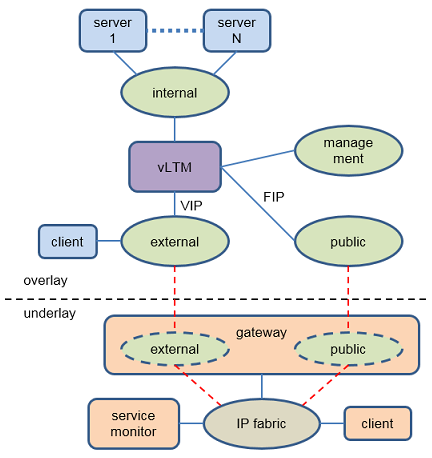 server
1
server
N
internal
vLTM
manage
ment
VIP
FIP
client
external
public
overlay
underlay
gateway
external
public
service
monitor
IP fabric
client